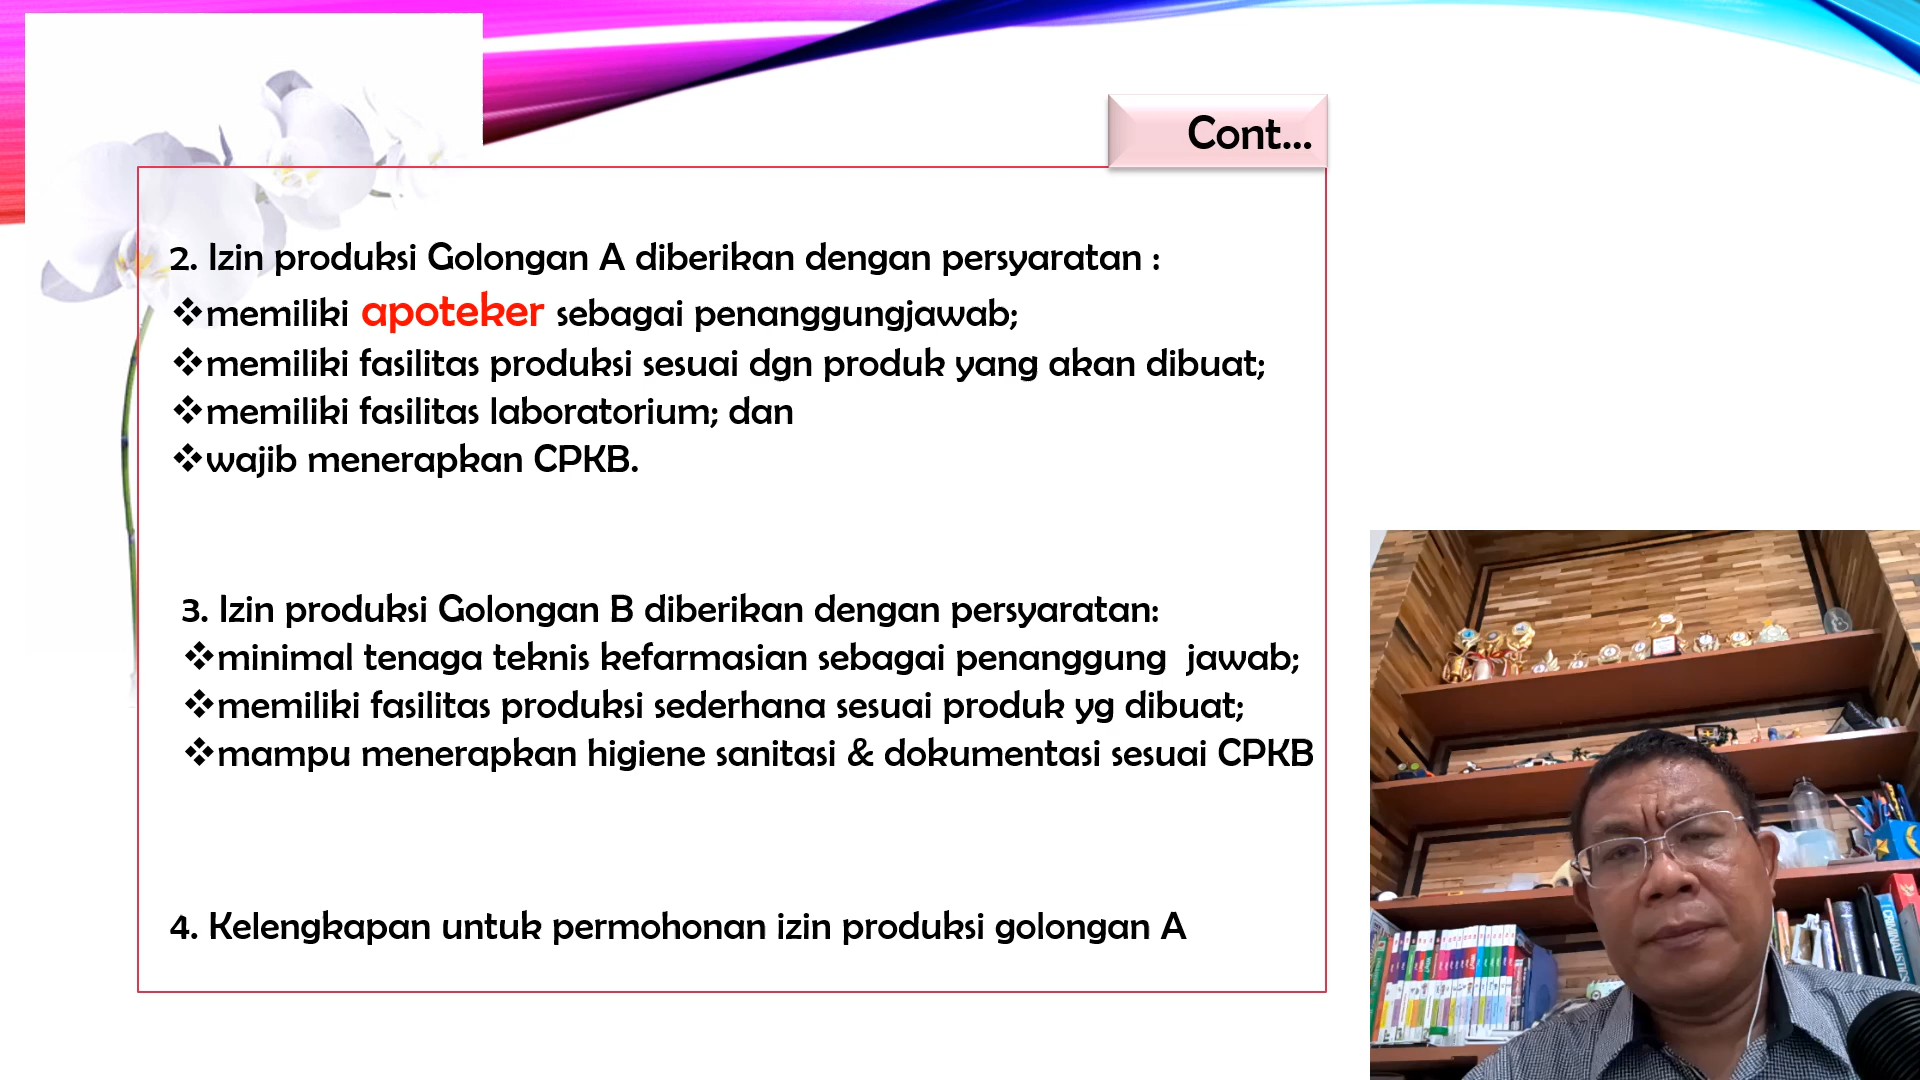 Cont...
2. Izin produksi Golongan A diberikan dengan persyaratan :
❖memiliki apoteker sebagai penanggungjawab;
❖memiliki fasilitas produksi sesuai dgn produk yang akan dibuat;
❖memiliki fasilitas laboratorium; dan
❖wajib menerapkan CPKB.
3. Izin produksi Golongan B diberikan dengan persyaratan:
❖minimal tenaga teknis kefarmasian sebagai penanggung jawab;
❖memiliki fasilitas produksi sederhana sesuai produk yg dibuat;
❖mampu menerapkan higiene sanitasi & dokumentasi sesuai CPKB
4. Kelengkapan untuk permohonan izin produksi golongan A